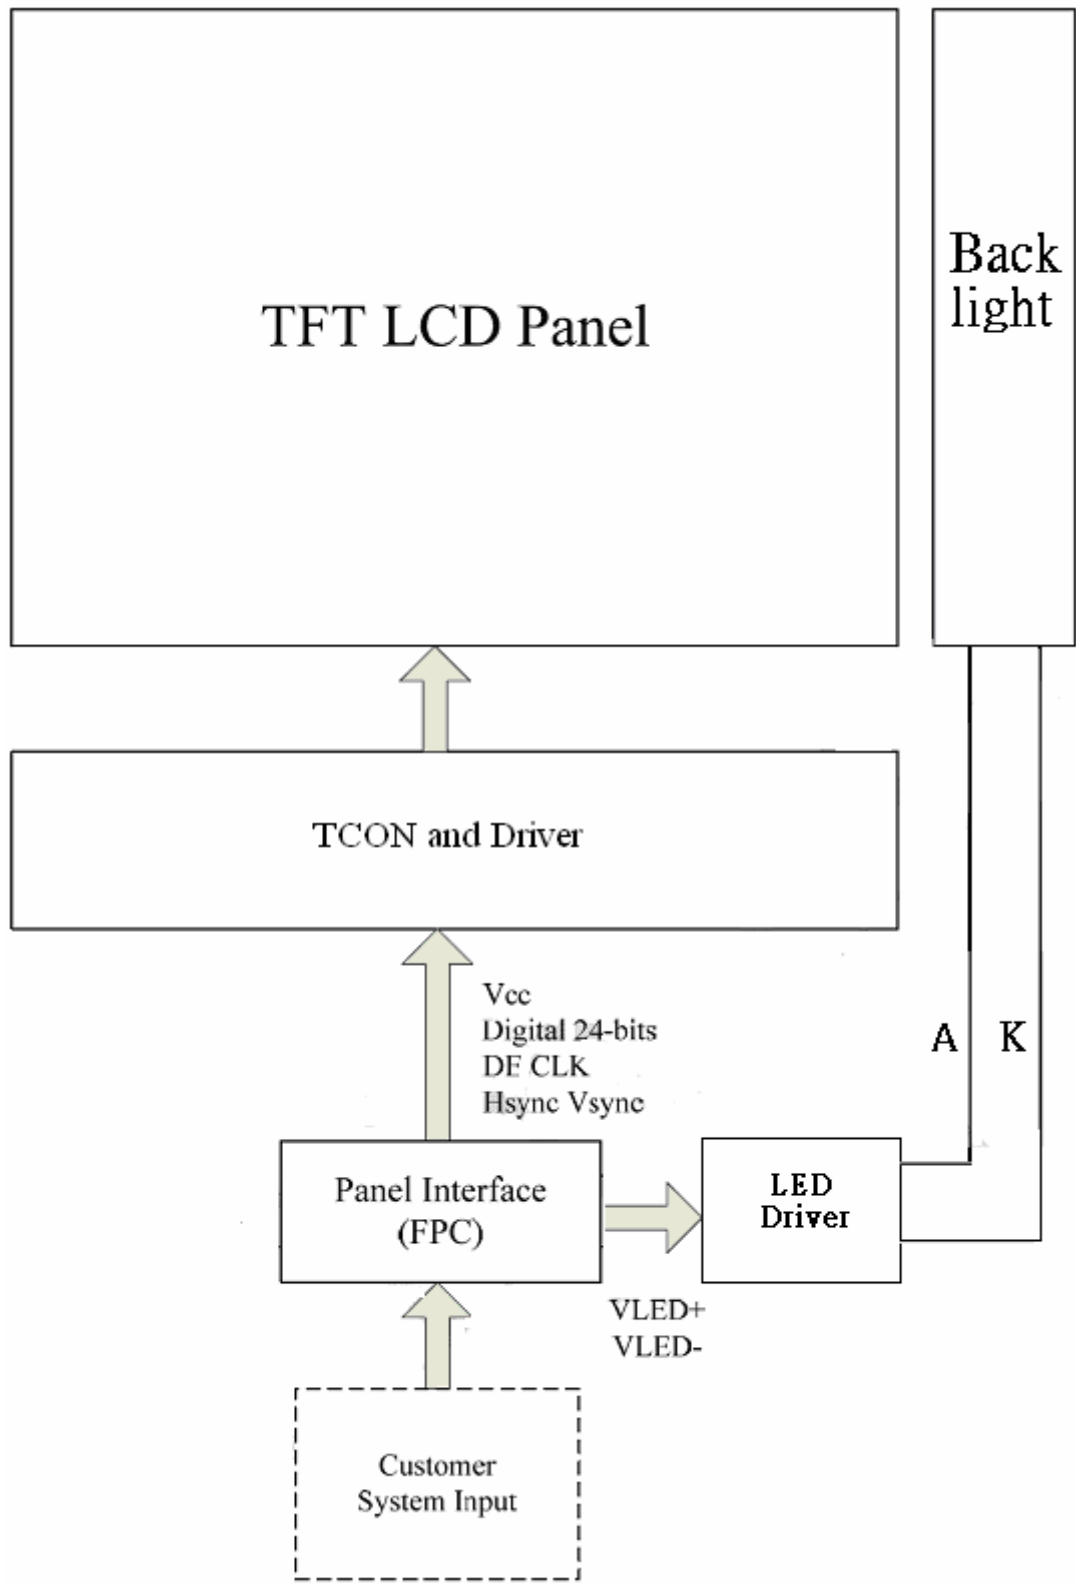 TFT LCD Panel
Back
light
TCON and Driver
Vcc
Digital 24-bits
DE CLK
Hsync Vsync
A K
Panel Interface
(FPC)
LED
Driver
VLED+
VLED-
Customer
System Input